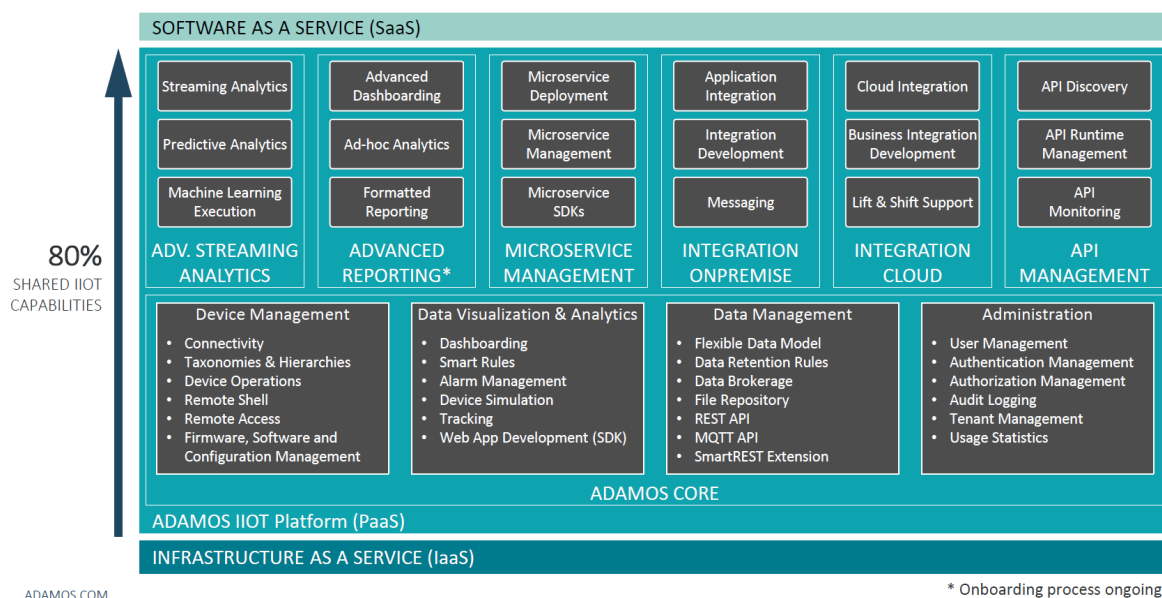 SOFTWARE AS A SERVICE (SaaS)
Streaming Analytics
Predictive Analytics
Machine Learning
Execution
ADV. STREAMING
ANALYTICS
Advanced
Dashboarding
Ad-hoc Analytics
Formatted
Reporting
ADVANCED
REPORTING*
Microservice
Deployment
Microservice
Management
Microservice
SDKs
MICROSERVICE
MANAGEMENT
Application
Integration
Integration
Development
Messaging
INTEGRATION
ONPREMISE
Cloud Integration
Business Integration
Development
Lift & Shift Support
INTEGRATION
CLOUD
API Discovery
API Runtime
Management
API
Monitoring
API
MANAGEMENT
80%
SHARED IIOT
CAPABILITIES
Device Management
• Connectivity
• Taxonomies & Hierarchies
• Device Operations
• Remote Shell
• Remote Access
• Firmware, Software and
Configuration Management
Data Visualization & Analytics
• Dashboarding
• Smart Rules
• Alarm Management
• Device Simulation
• Tracking
• Web App Development (SDK)
Data Management
• Flexible Data Model
• Data Retention Rules
• Data Brokerage
• File Repository
• REST API
• MQTT API
• SmartREST Extension
Administration
• User Management
• Authentication Management
• Authorization Management
• Audit Logging
• Tenant Management
• Usage Statistics
ADAMOS CORE
ADAMOS IIOT Platform (PaaS)
INFRASTRUCTURE AS A SERVICE (IaaS)
* Onboarding process ongoing
ADAMOS.COM